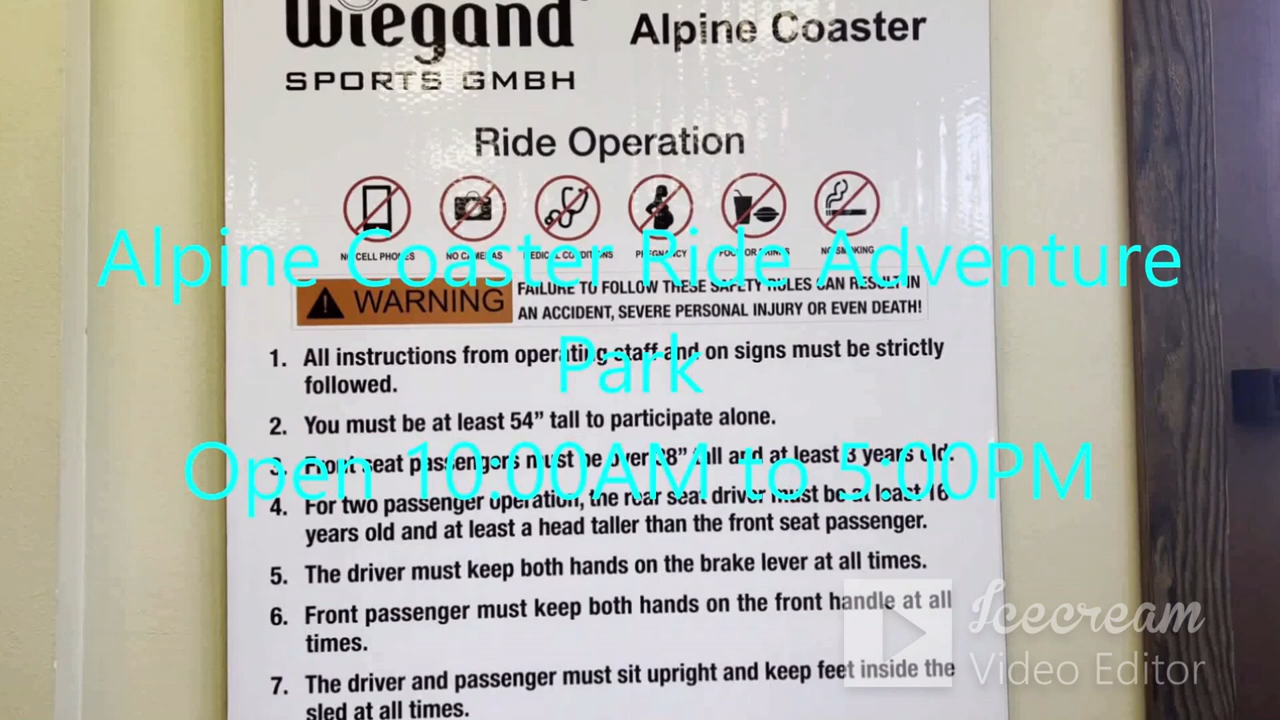 Wiegand Alpine Coaster
SPORTS GMBH
Ride Operation
NO CELL PHONES NO CAMERAS MEDICAL CONDITIONS PREGNANCY FOOD OR DRINKS NO SMOKING
Alpine Coaster Ride Adventure
WARNING FAILURE TO FOLLOW THESE SAFETY RULES CAN RESULT IN
AN ACCIDENT, SEVERE PERSONAL INJURY OR EVEN DEATH!
1. All instructions from operating staff and on signs must be strictly
followed.
Park
2. You must be at least 54” tall to participate alone.
3. Front seat passengers must be over 38” tall and at least 3 years old.
Open 10:00AM to 5:00PM
4. For two passenger operation, the rear seat driver must be at least 16
years old and at least a head taller than the front seat passenger.
5. The driver must keep both hands on the brake lever at all times.
6. Front passenger must keep both hands on the front handle at all
times.
7. The driver and passenger must sit upright and keep feet inside the
sled at all times.
Icecream
Video Editor